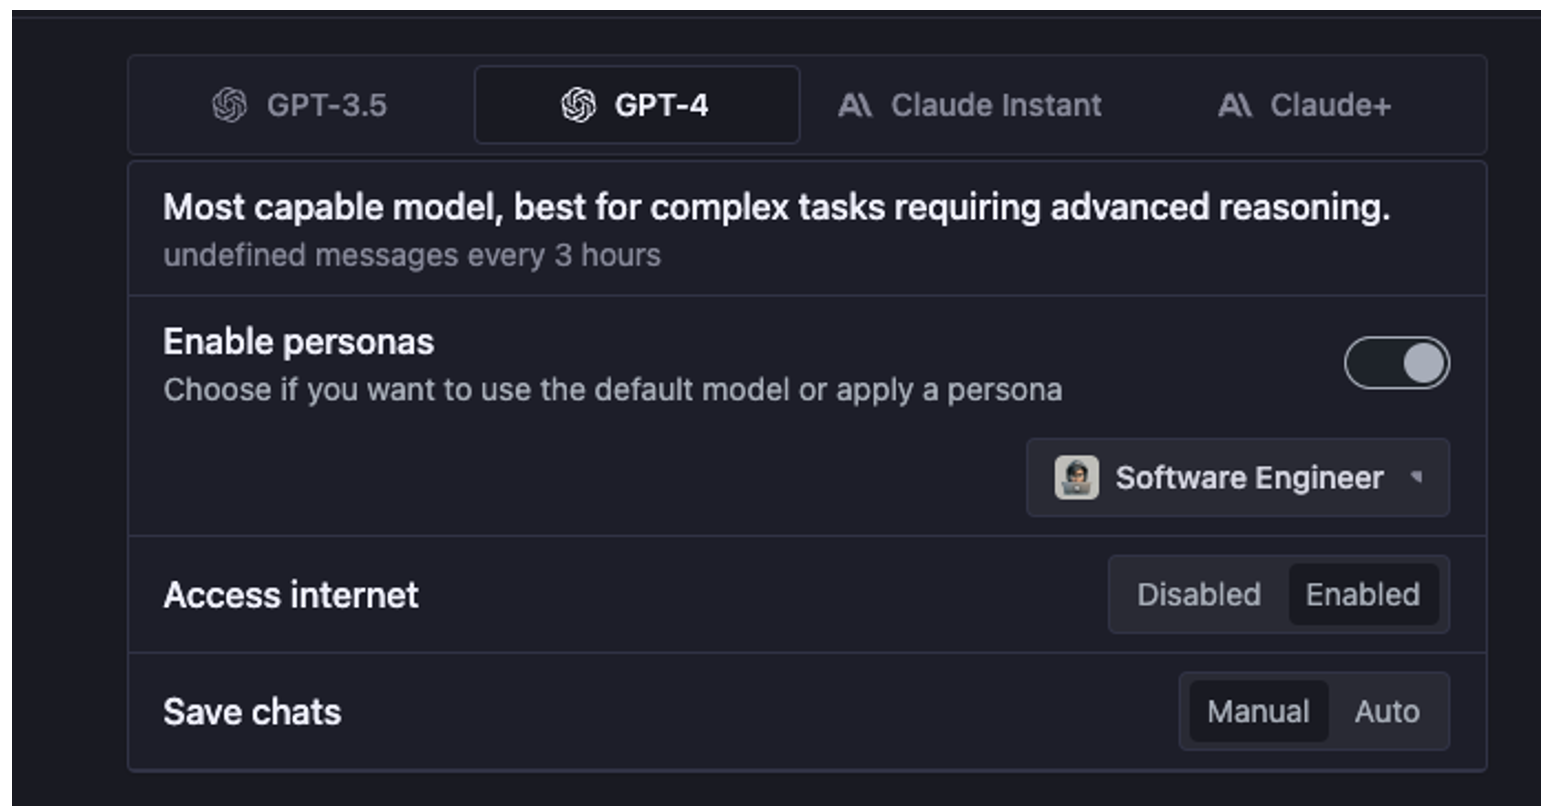 GPT-3.5 GPT-4 Claude Instant Claude+
Most capable model, best for complex tasks requiring advanced reasoning.
undefined messages every 3 hours
Enable personas
Choose if you want to use the default model or apply a persona
Software Engineer
Access internet Disabled Enabled
Save chats Manual Auto